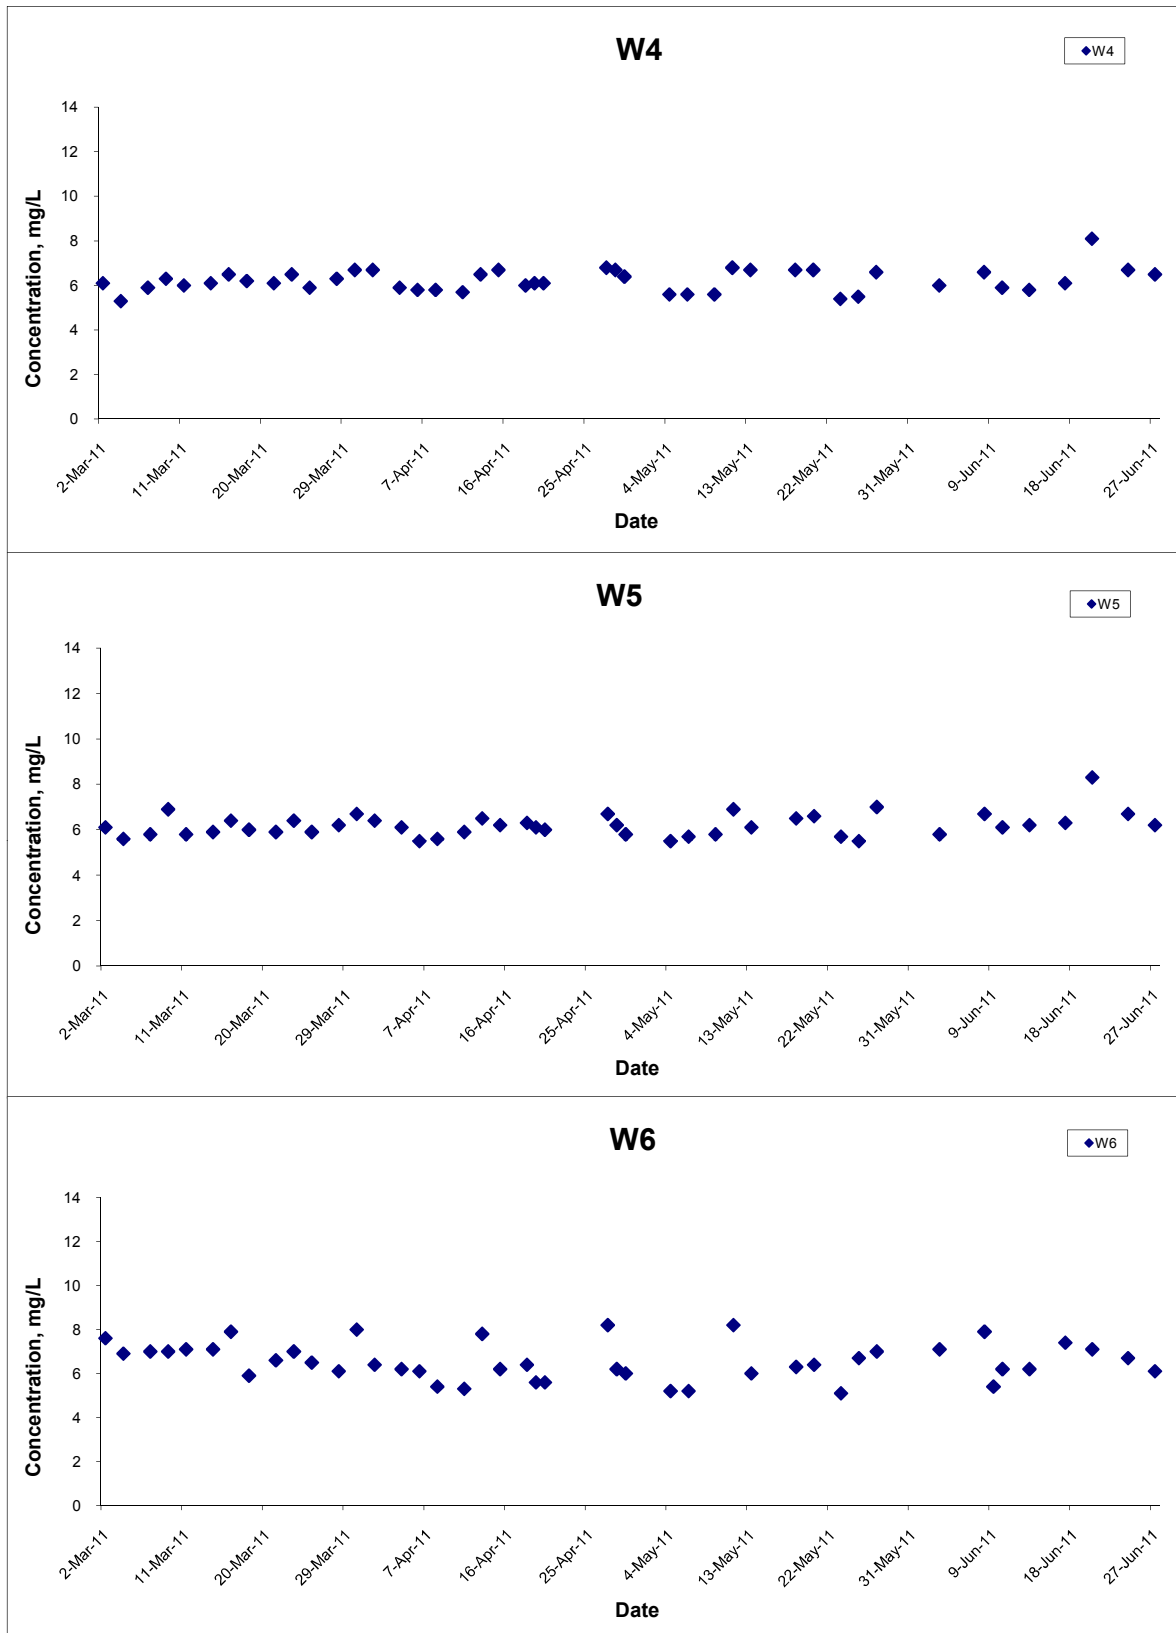 W4
W4
14
12
10
8
6
4
2
0
Concentration, mg/L
2-Mar-11
11-Mar-11
20-Mar-11
29-Mar-11
7-Apr-11
16-Apr-11
25-Apr-11
4-May-11
13-May-11
22-May-11
31-May-11
9-Jun-11
18-Jun-11
27-Jun-11
Date
W5
W5
14
12
10
8
6
4
2
0
Concentration, mg/L
2-Mar-11
11-Mar-11
20-Mar-11
29-Mar-11
7-Apr-11
16-Apr-11
25-Apr-11
4-May-11
13-May-11
22-May-11
31-May-11
9-Jun-11
18-Jun-11
27-Jun-11
Date
W6
W6
14
12
10
8
6
4
2
0
Concentration, mg/L
2-Mar-11
11-Mar-11
20-Mar-11
29-Mar-11
7-Apr-11
16-Apr-11
25-Apr-11
4-May-11
13-May-11
22-May-11
31-May-11
9-Jun-11
18-Jun-11
27-Jun-11
Date